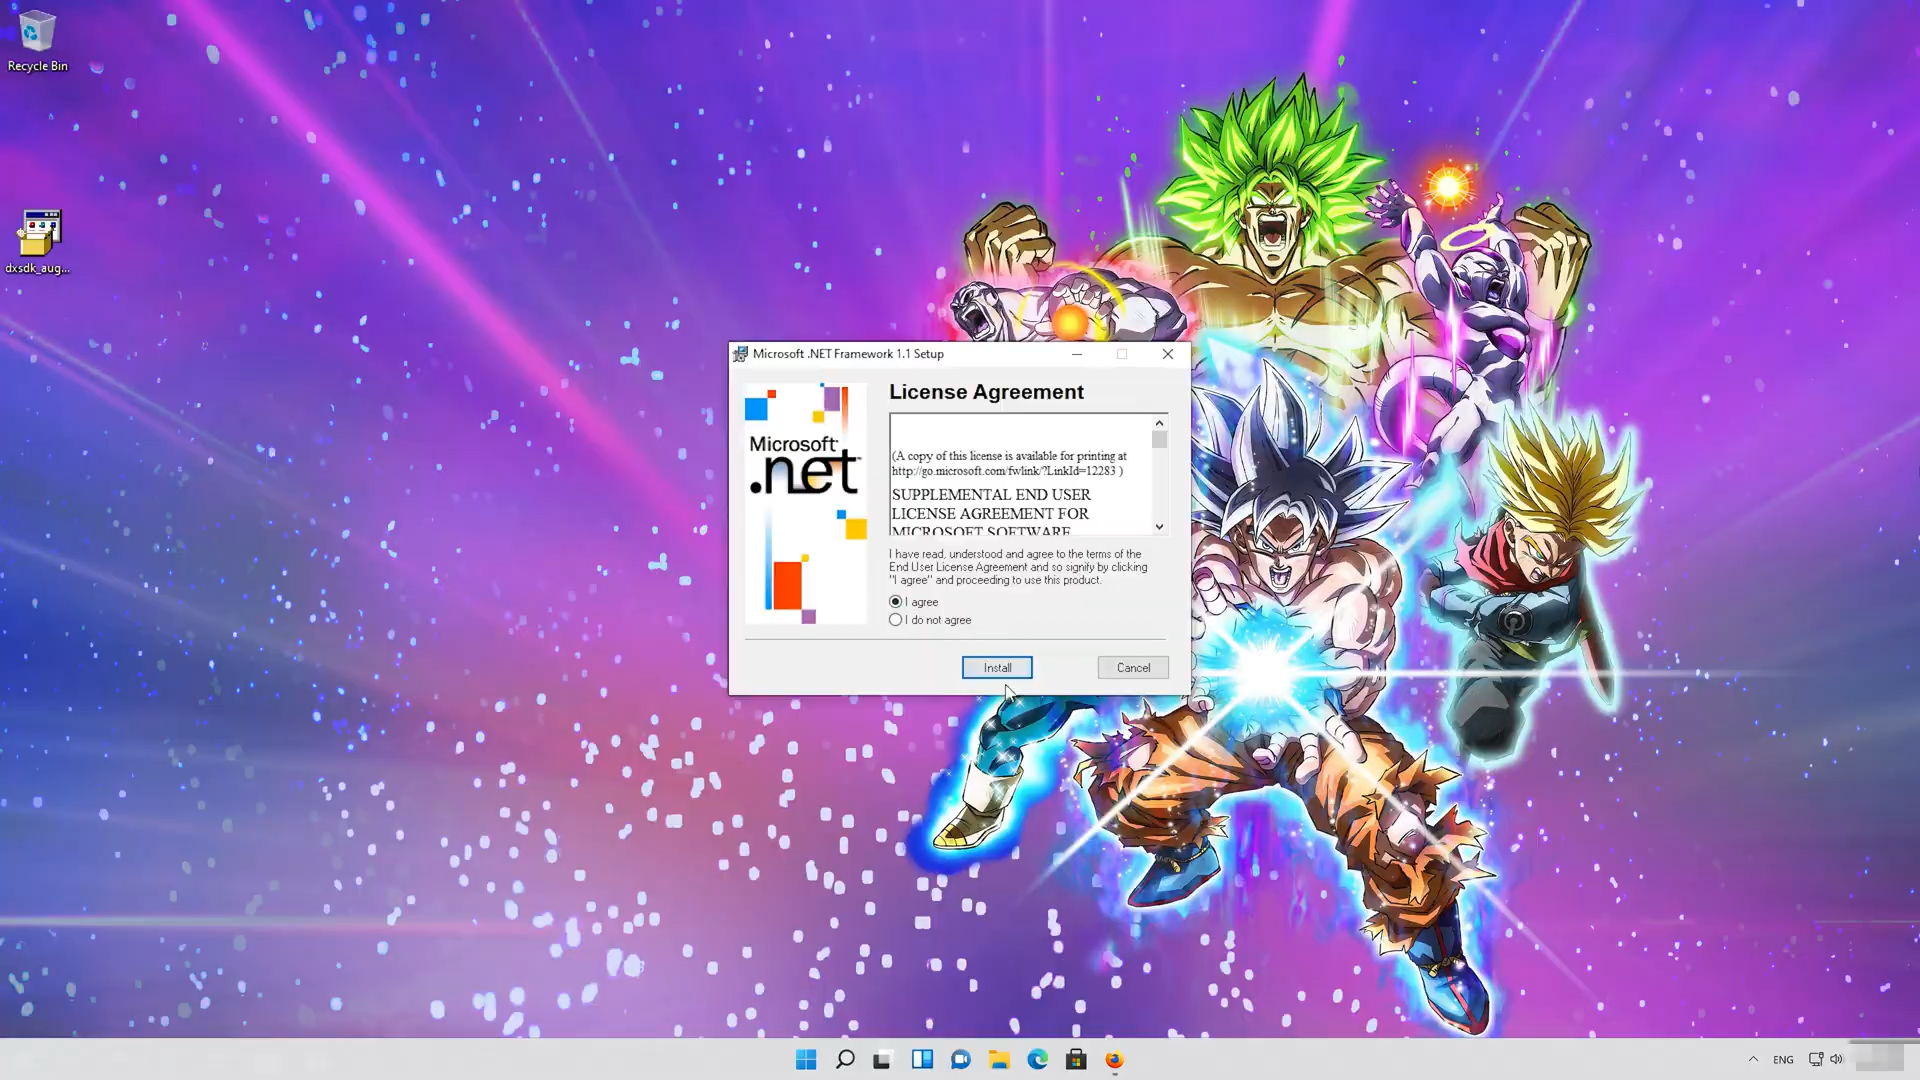 Recycle Bin
dxsdk_aug...
Microsoft .NET Framework 1.1 Setup
Microsoft
.net
License Agreement
(A copy of this license is available for printing at
http://go.microsoft.com/fwlink/?LinkId=12283 )
SUPPLEMENTAL END USER
LICENSE AGREEMENT FOR
MICROSOFT SOFTWARE
I have read, understood and agree to the terms of the
End User License Agreement and so signify by clicking
"I agree" and proceeding to use this product.
I agree
I do not agree
Install
Cancel
ENG